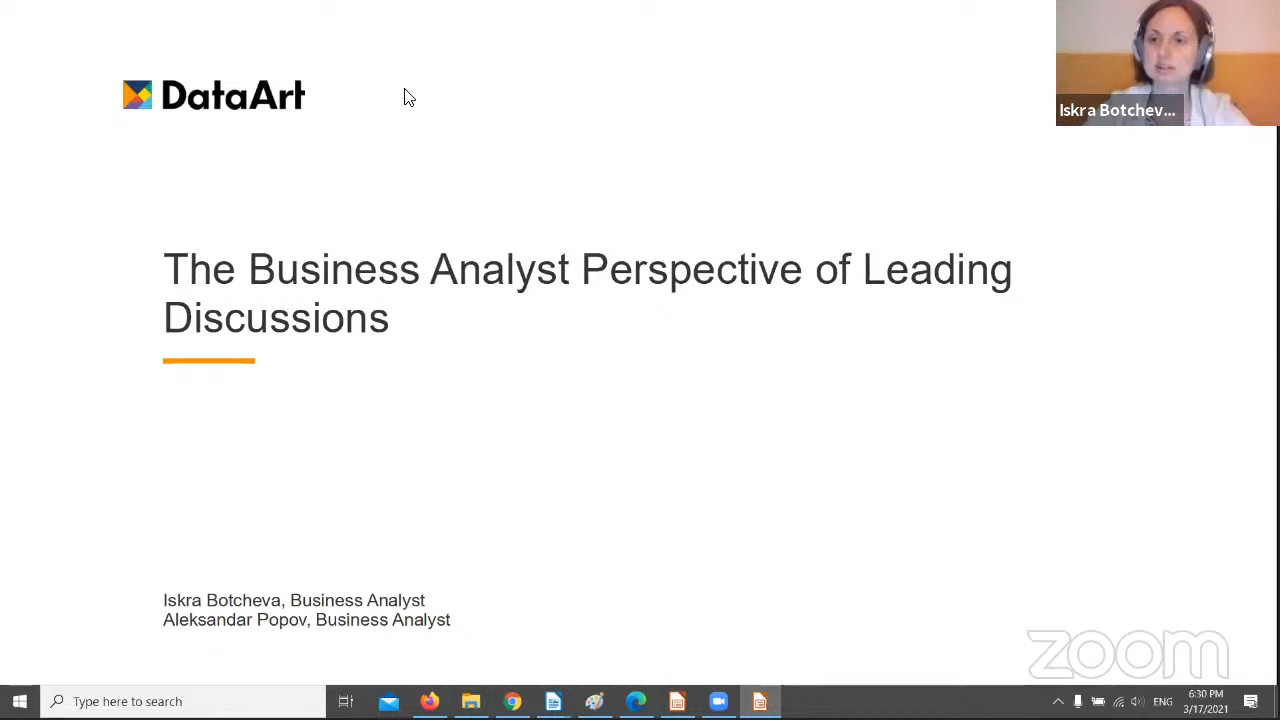 DataArt
Iskra Botchev...
The Business Analyst Perspective of Leading
Discussions
Iskra Botcheva, Business Analyst
Aleksandar Popov, Business Analyst
zoom
Type here to search
ENG
6:30 PM
3/17/2021